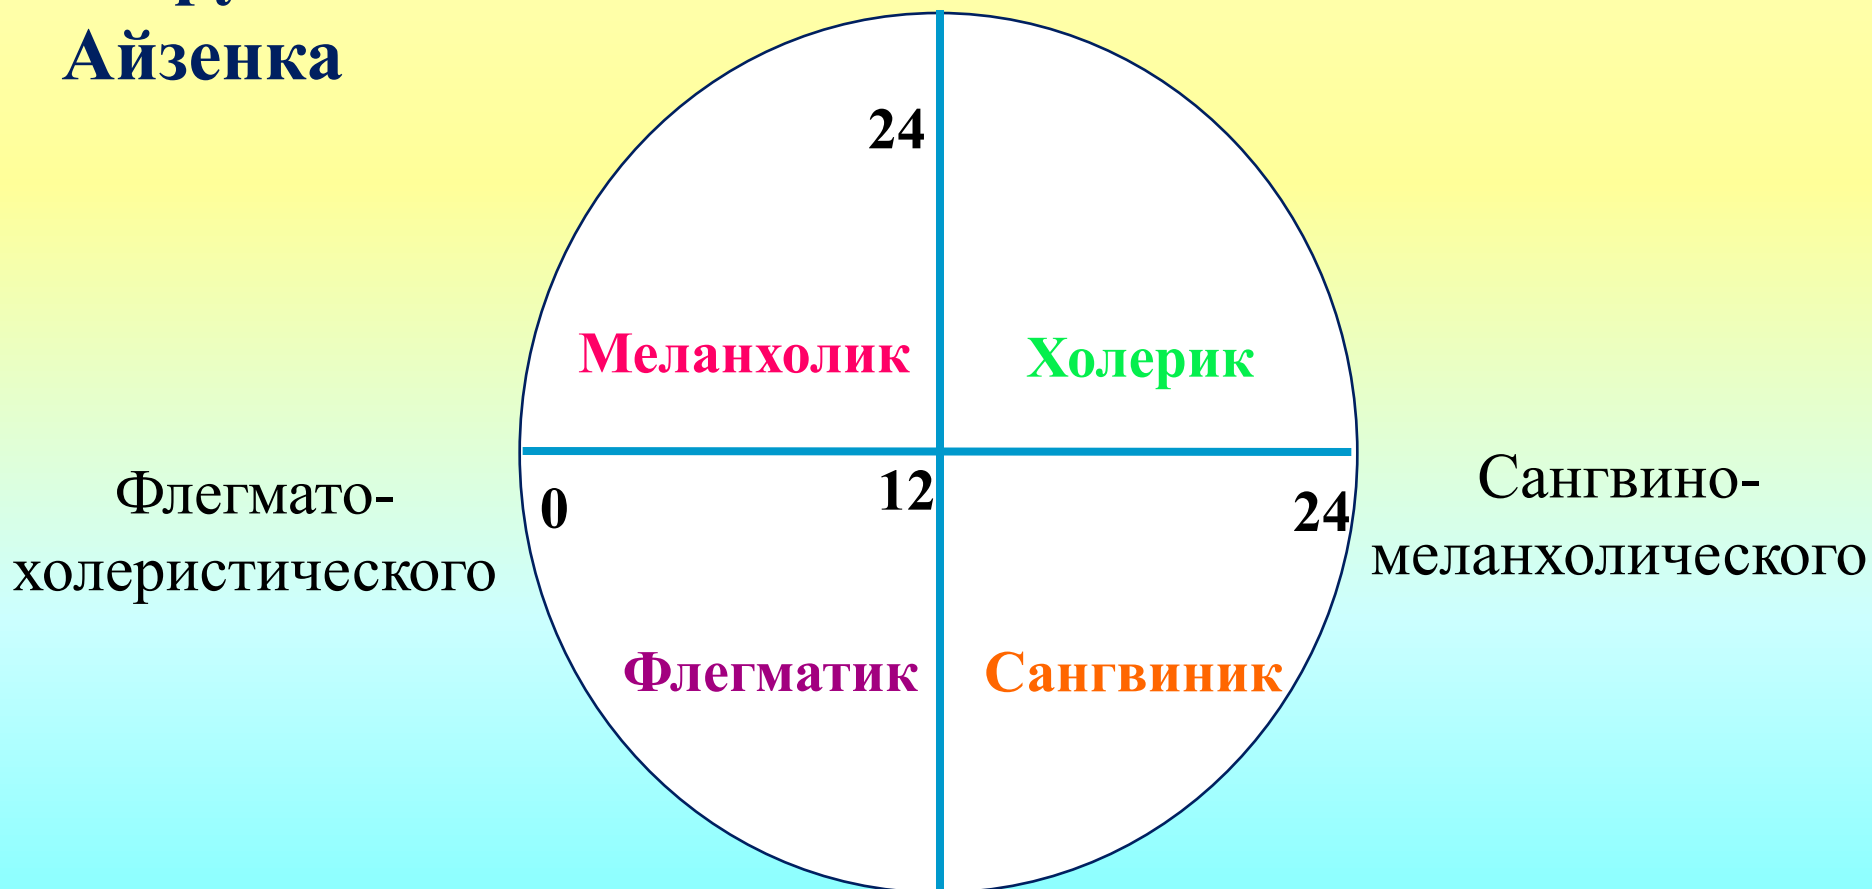 Айзенка
24
Меланхолик
Холерик
Флегмато-
холеристического
0
12
24
Сангвино-
меланхолического
Флегматик
Сангвиник